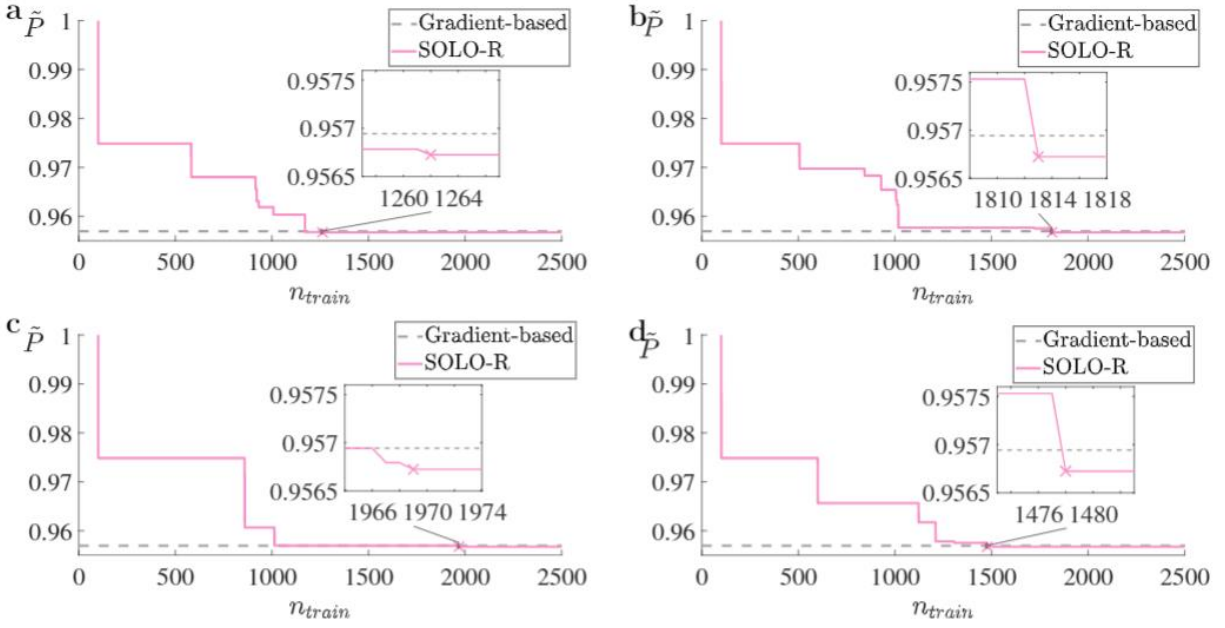 a
P̃
1
0.99
0.98
0.97
0.96
0 500 1000 1500 2000 2500
n_train
Gradient-based
SOLO-R
0.9575
0.957
0.9565
1260 1264
b
P̃
1
0.99
0.98
0.97
0.96
0 500 1000 1500 2000 2500
n_train
Gradient-based
SOLO-R
0.9575
0.957
0.9565
1810 1814 1818
c
P̃
1
0.99
0.98
0.97
0.96
0 500 1000 1500 2000 2500
n_train
Gradient-based
SOLO-R
0.9575
0.957
0.9565
1966 1970 1974
d
P̃
1
0.99
0.98
0.97
0.96
0 500 1000 1500 2000 2500
n_train
Gradient-based
SOLO-R
0.9575
0.957
0.9565
1476 1480